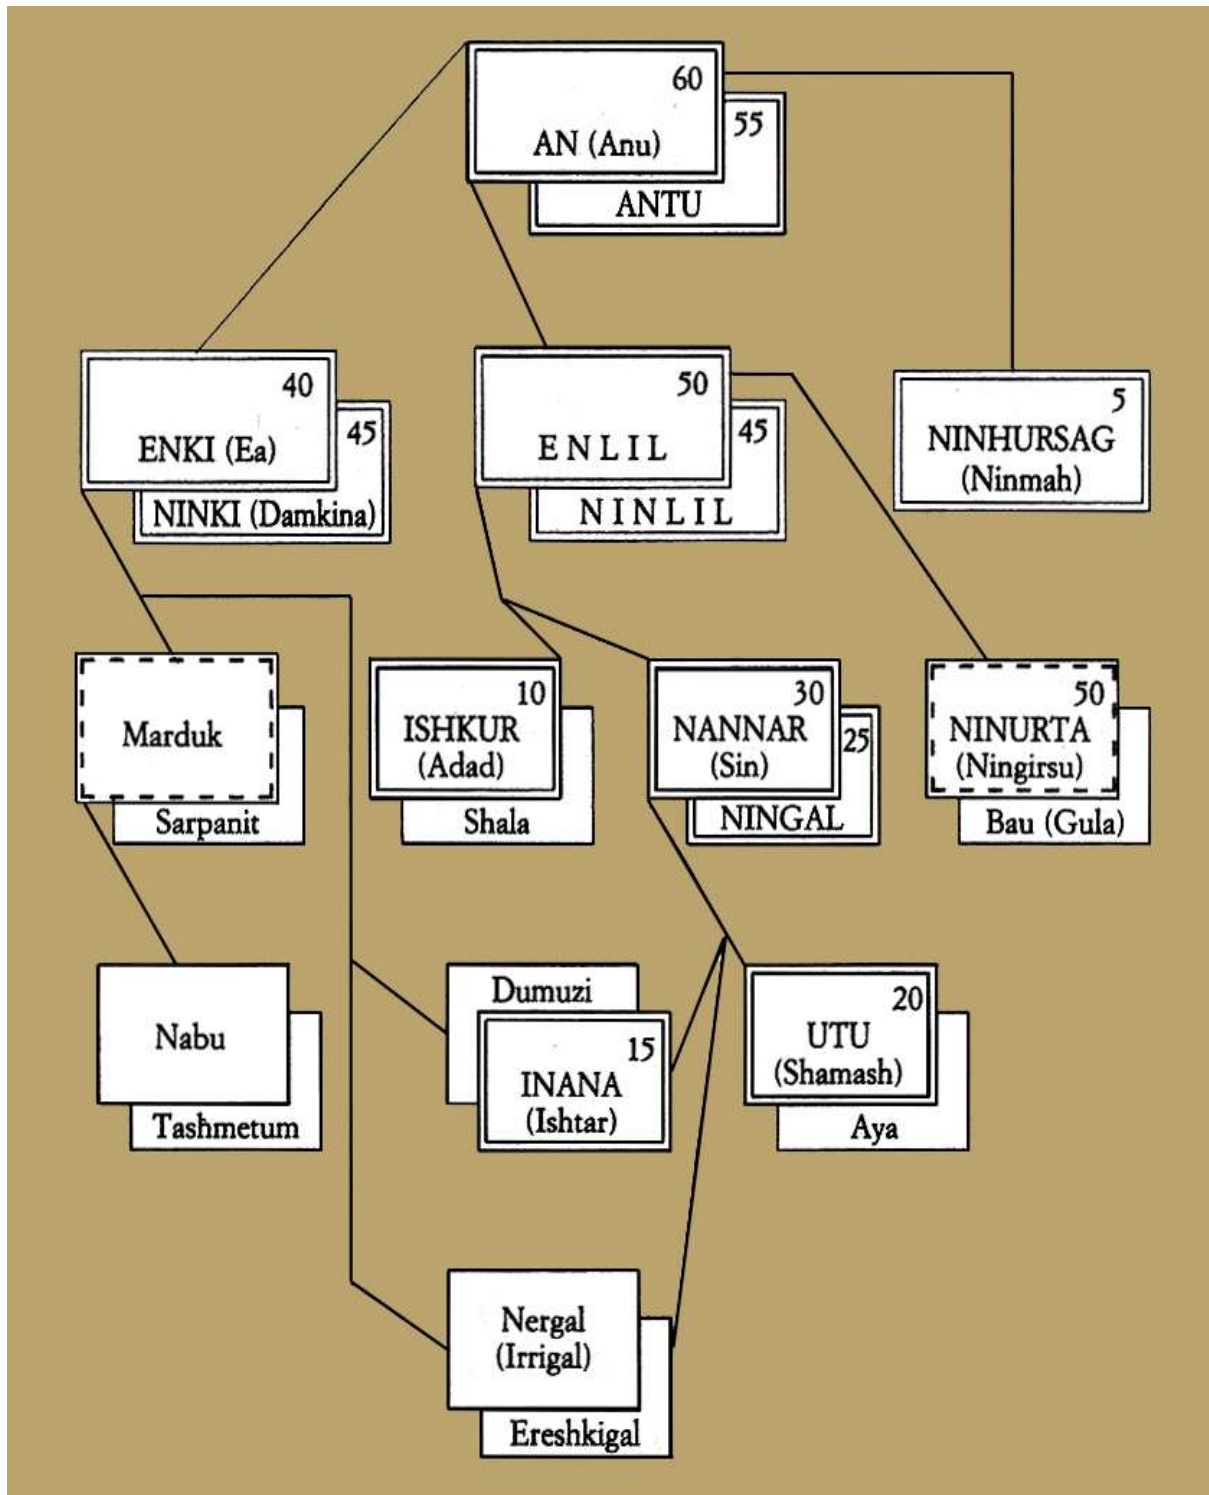 60
AN (Anu)
55
ANTU
40
ENKI (Ea)
45
NINKI (Damkina)
50
ENLIL
45
NINLIL
5
NINHURSAG
(Ninmah)
Marduk
Sarpanit
10
ISHKUR
(Adad)
Shala
30
NANNAR
(Sin)
25
NINGAL
50
NINURTA
(Ningirsu)
Bau (Gula)
Nabu
Tashmetum
Dumuzi
15
INANA
(Ishtar)
20
UTU
(Shamash)
Aya
Nergal
(Irrigal)
Ereshkigal